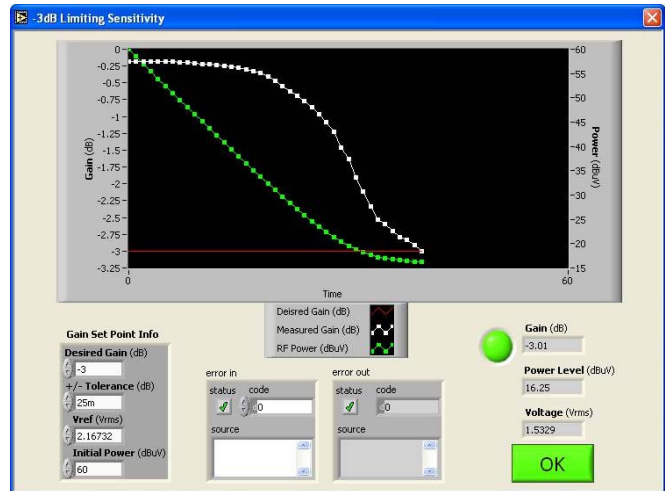 -3dB Limiting Sensitivity
0
-0.25
-0.5
-0.75
-1
-1.25
-1.5
-1.75
-2
-2.25
-2.5
-2.75
-3
-3.25
Gain (dB)
60
55
50
45
40
35
30
25
20
15
Power (dBuV)
0
60
Time
Deisred Gain (dB)
Measured Gain (dB)
RF Power (dBuV)
Gain Set Point Info
Desired Gain (dB)
-3
+/- Tolerance (dB)
25m
Vref (Vrms)
2.16732
Initial Power (dBuV)
60
error in
status code
0
source
error out
status code
0
source
Gain (dB)
-3.01
Power Level (dBuV)
16.25
Voltage (Vrms)
1.5329
OK